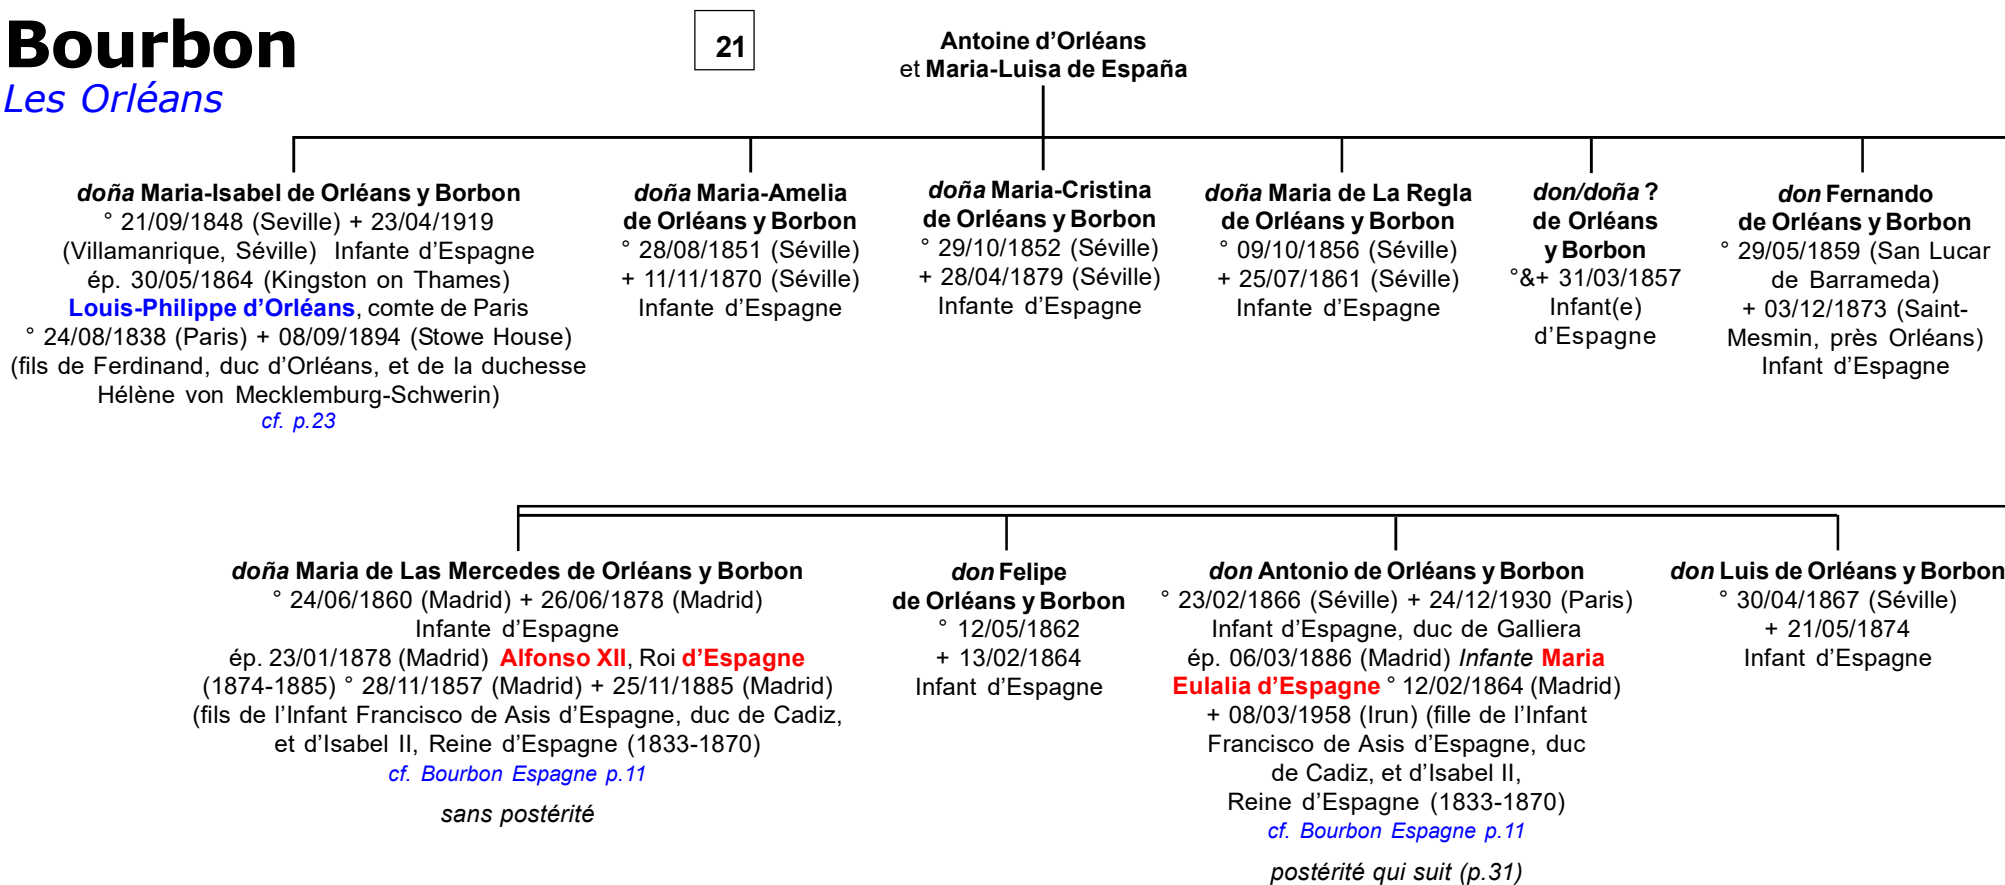 Bourbon
Les Orléans
21
Antoine d'Orléans
et Maria-Luisa de España
doña Maria-Isabel de Orléans y Borbon
° 21/09/1848 (Seville) + 23/04/1919
(Villamanrique, Séville) Infante d'Espagne
ép. 30/05/1864 (Kingston on Thames)
Louis-Philippe d'Orléans, comte de Paris
° 24/08/1838 (Paris) + 08/09/1894 (Stowe House)
(fils de Ferdinand, duc d'Orléans, et de la duchesse
Hélène von Mecklemburg-Schwerin)
cf. p.23
doña Maria-Amelia
de Orléans y Borbon
° 28/08/1851 (Séville)
+ 11/11/1870 (Séville)
Infante d'Espagne
doña Maria-Cristina
de Orléans y Borbon
° 29/10/1852 (Séville)
+ 28/04/1879 (Séville)
Infante d'Espagne
doña Maria de La Regla
de Orléans y Borbon
° 09/10/1856 (Séville)
+ 25/07/1861 (Séville)
Infante d'Espagne
don/doña ?
de Orléans
y Borbon
°&+ 31/03/1857
Infant(e)
d'Espagne
don Fernando
de Orléans y Borbon
° 29/05/1859 (San Lucar
de Barrameda)
+ 03/12/1873 (Saint-
Mesmin, près Orléans)
Infant d'Espagne
doña Maria de Las Mercedes de Orléans y Borbon
° 24/06/1860 (Madrid) + 26/06/1878 (Madrid)
Infante d'Espagne
ép. 23/01/1878 (Madrid) Alfonso XII, Roi d'Espagne
(1874-1885) ° 28/11/1857 (Madrid) + 25/11/1885 (Madrid)
(fils de l'Infant Francisco de Asis d'Espagne, duc de Cadiz,
et d'Isabel II, Reine d'Espagne (1833-1870)
cf. Bourbon Espagne p.11
sans postérité
don Felipe
de Orléans y Borbon
° 12/05/1862
+ 13/02/1864
Infant d'Espagne
don Antonio de Orléans y Borbon
° 23/02/1866 (Séville) + 24/12/1930 (Paris)
Infant d'Espagne, duc de Galliera
ép. 06/03/1886 (Madrid) Infante Maria
Eulalia d'Espagne ° 12/02/1864 (Madrid)
+ 08/03/1958 (Irun) (fille de l'Infant
Francisco de Asis d'Espagne, duc
de Cadiz, et d'Isabel II,
Reine d'Espagne (1833-1870)
cf. Bourbon Espagne p.11
postérité qui suit (p.31)
don Luis de Orléans y Borbon
° 30/04/1867 (Séville)
+ 21/05/1874
Infant d'Espagne